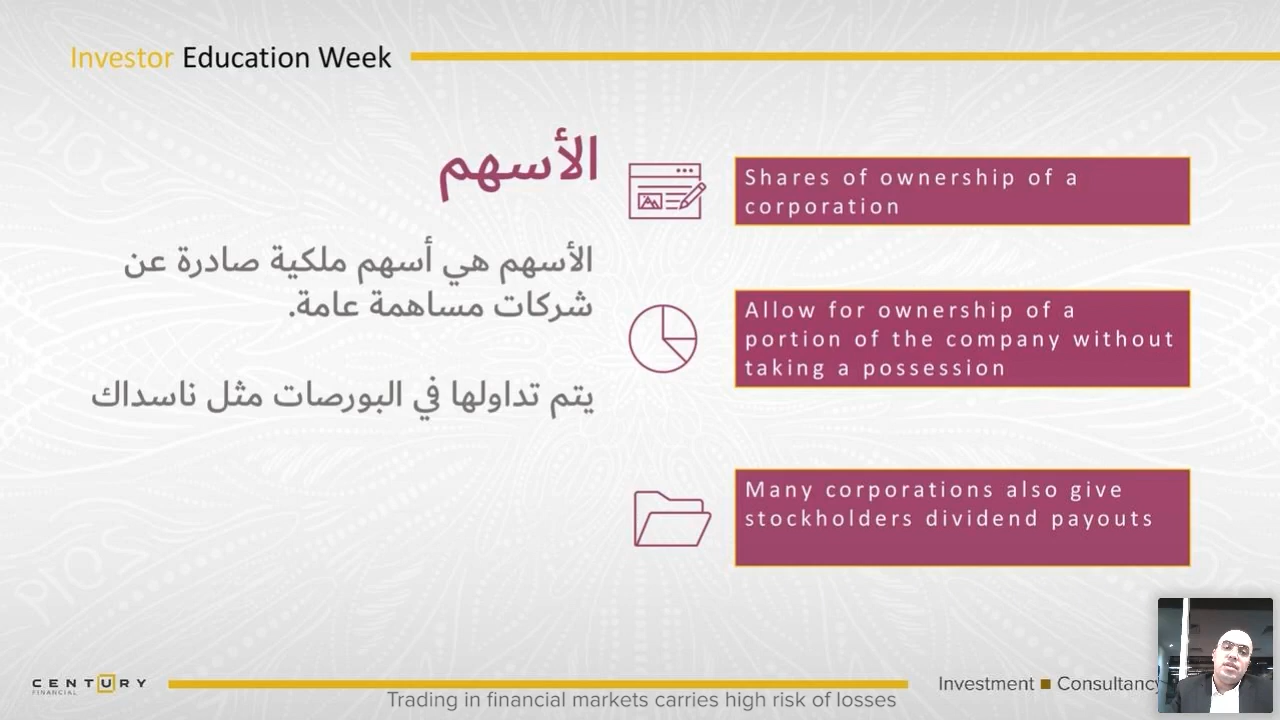 Investor Education Week
الأسهم
الأسهم هي أسهم ملكية صادرة عن
شركات مساهمة عامة.
يتم تداولها في البورصات مثل ناسداك
Shares of ownership of a
corporation
Allow for ownership of a
portion of the company without
taking a possession
Many corporations also give
stockholders dividend payouts
CENTURY
FINANCIAL
Trading in financial markets carries high risk of losses
Investment ■ Consultancy